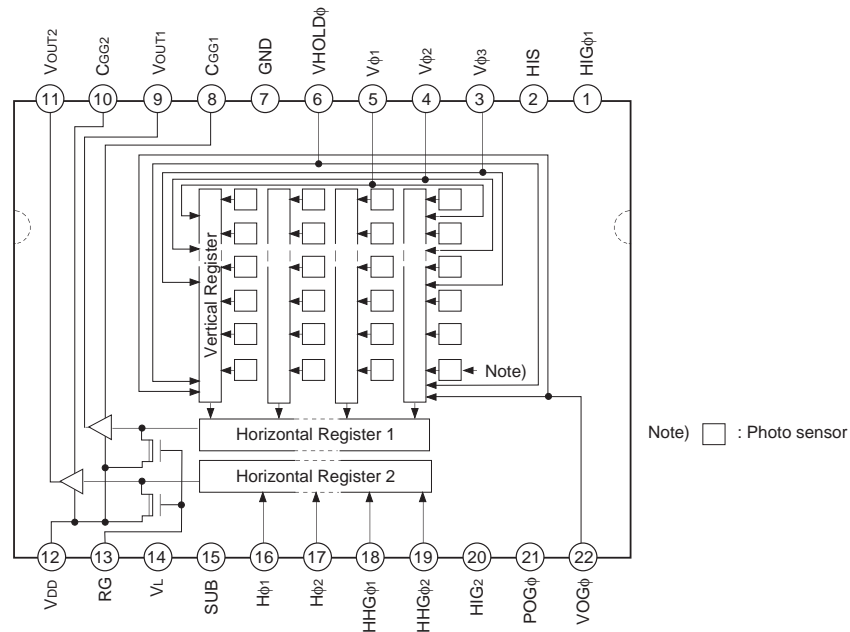 VOUT2
CGG2
VOUT1
CGG1
GND
VHOLDφ
Vφ1
Vφ2
Vφ3
HIS
HIGφ1
11
10
9
8
7
6
5
4
3
2
1
Vertical Register
Note)
Horizontal Register 1
Note) : Photo sensor
Horizontal Register 2
12
13
14
15
16
17
18
19
20
21
22
VDD
RG
VL
SUB
Hφ1
Hφ2
HHGφ1
HHGφ2
HIG2
POGφ
VOGφ